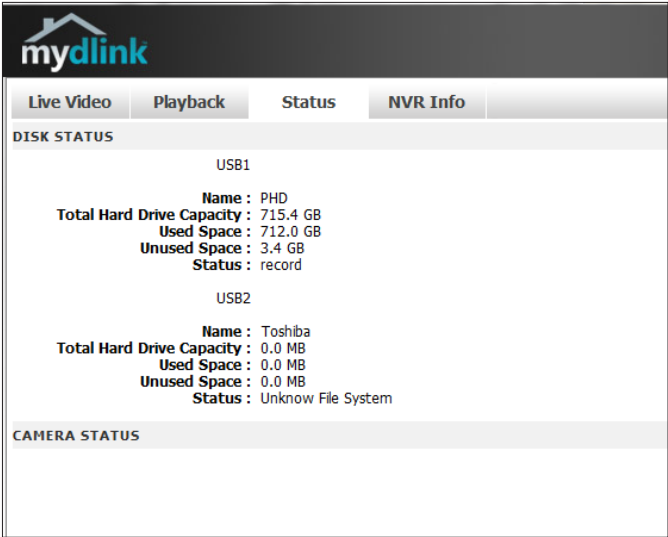 mydlink
Live Video Playback Status NVR Info
DISK STATUS
USB1
Name : PHD
Total Hard Drive Capacity : 715.4 GB
Used Space : 712.0 GB
Unused Space : 3.4 GB
Status : record
USB2
Name : Toshiba
Total Hard Drive Capacity : 0.0 MB
Used Space : 0.0 MB
Unused Space : 0.0 MB
Status : Unknow File System
CAMERA STATUS